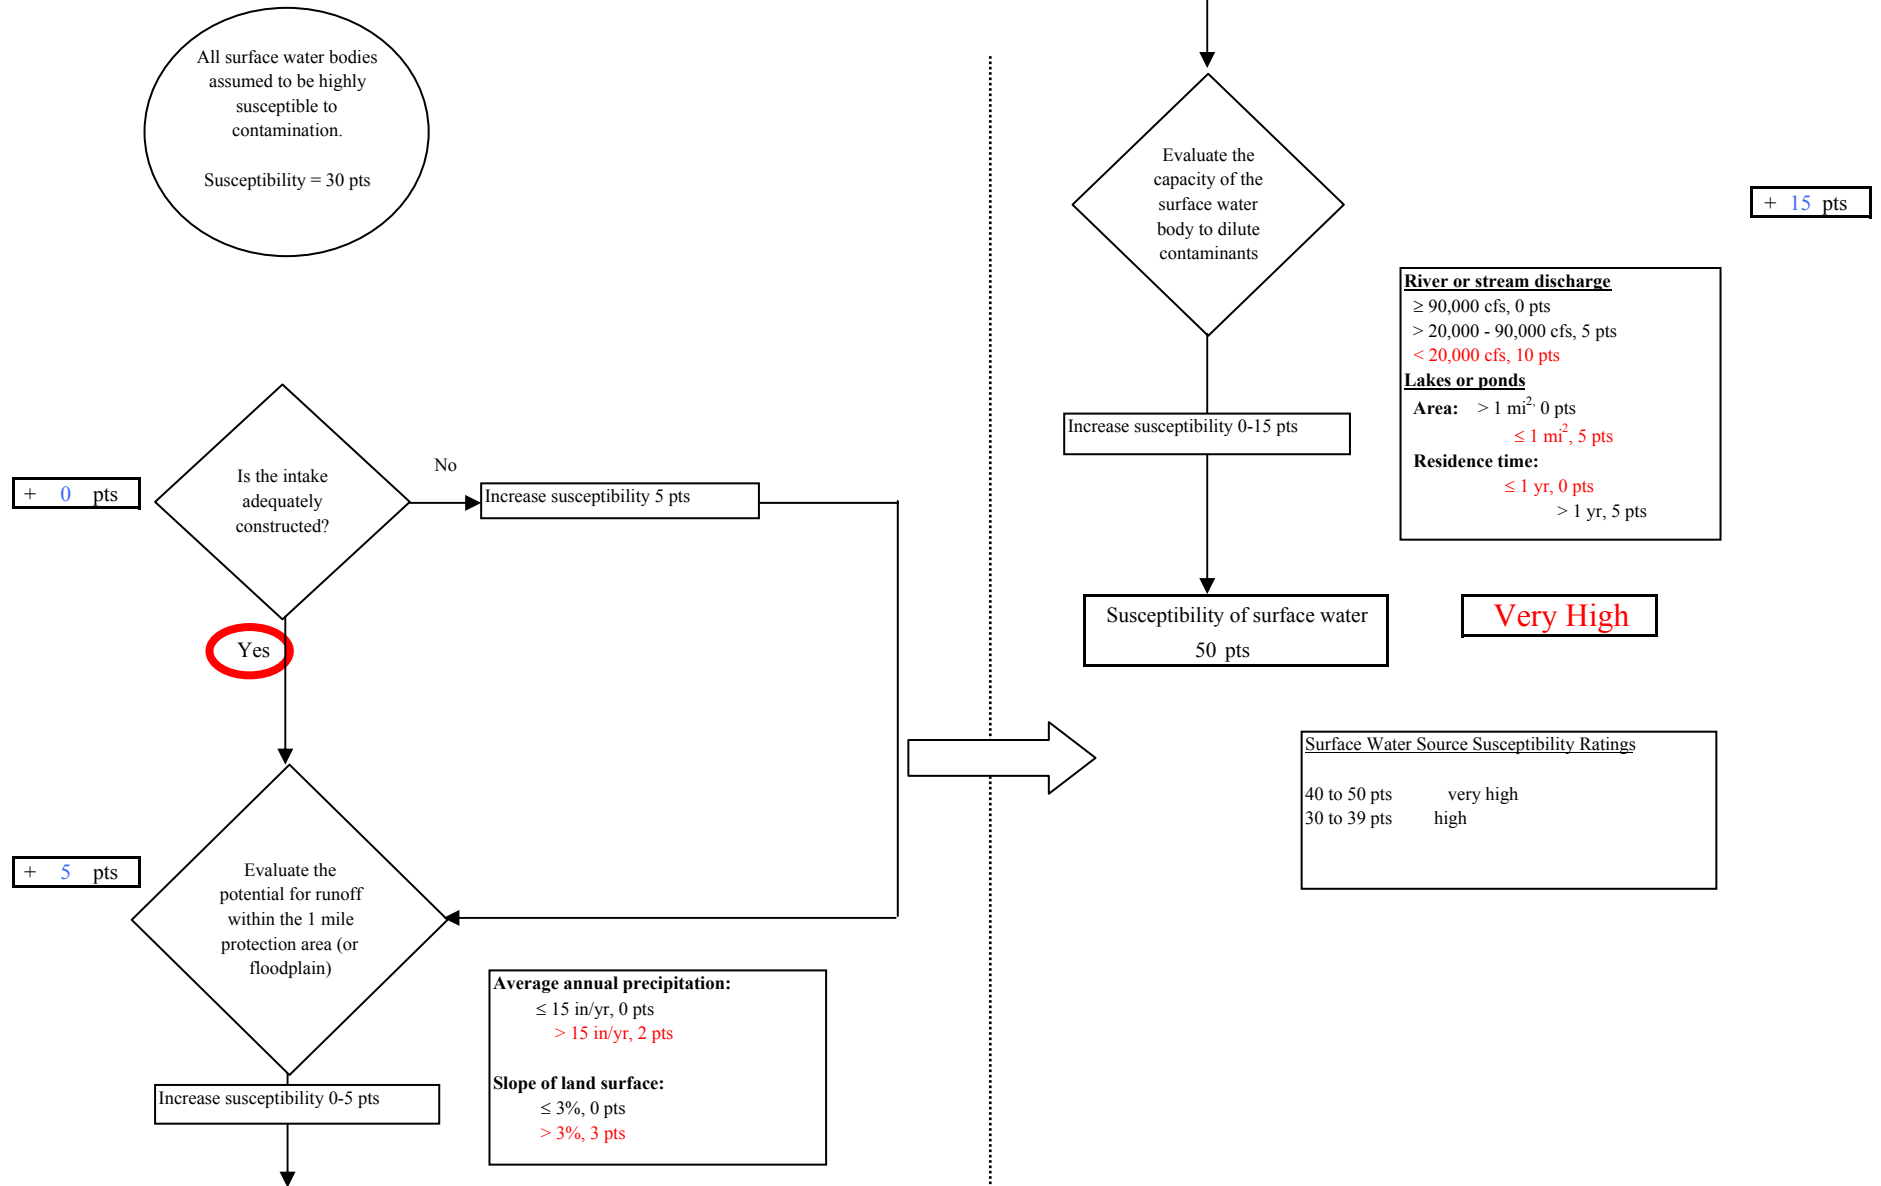 All surface water bodies
assumed to be highly
susceptible to
contamination.
Susceptibility = 30 pts
+ 0 pts
Is the intake
adequately
constructed?
No
Increase susceptibility 5 pts
Yes
+ 5 pts
Evaluate the
potential for runoff
within the 1 mile
protection area (or
floodplain)
Average annual precipitation:
≤ 15 in/yr, 0 pts
> 15 in/yr, 2 pts
Slope of land surface:
≤ 3%, 0 pts
> 3%, 3 pts
Increase susceptibility 0-5 pts
Evaluate the
capacity of the
surface water
body to dilute
contaminants
+ 15 pts
River or stream discharge
≥ 90,000 cfs, 0 pts
> 20,000 - 90,000 cfs, 5 pts
< 20,000 cfs, 10 pts
Lakes or ponds
Area: > 1 mi², 0 pts
≤ 1 mi², 5 pts
Residence time:
≤ 1 yr, 0 pts
> 1 yr, 5 pts
Increase susceptibility 0-15 pts
Susceptibility of surface water
50 pts
Very High
Surface Water Source Susceptibility Ratings
40 to 50 pts very high
30 to 39 pts high